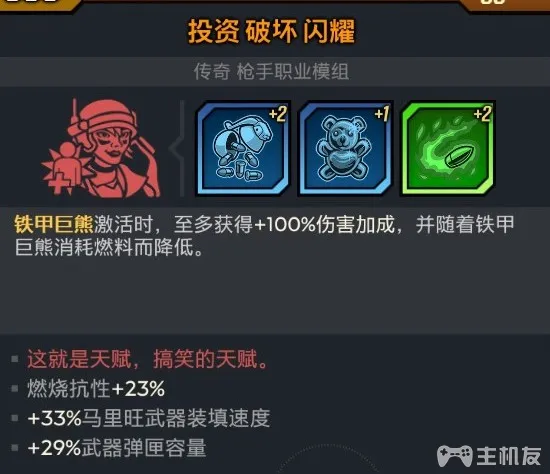 投资 破坏 闪耀
传奇 枪手职业模组
+2
+1
+2
铁甲巨熊激活时，至多获得+100%伤害加成，并随着铁甲
巨熊消耗燃料而降低。
这就是天赋，搞笑的天赋。
燃烧抗性+23%
+33%马里旺武器装填速度
+29%武器弹匣容量
主机友